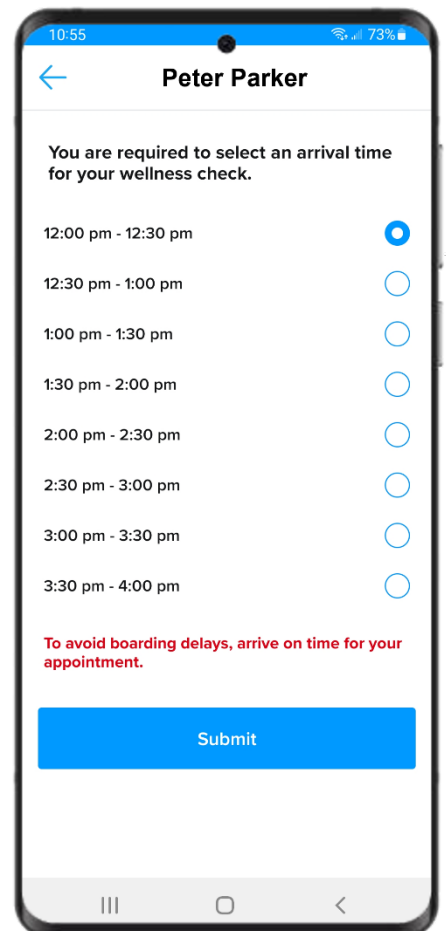 10:55 73%
Peter Parker
You are required to select an arrival time
for your wellness check.
12:00 pm - 12:30 pm
12:30 pm - 1:00 pm
1:00 pm - 1:30 pm
1:30 pm - 2:00 pm
2:00 pm - 2:30 pm
2:30 pm - 3:00 pm
3:00 pm - 3:30 pm
3:30 pm - 4:00 pm
To avoid boarding delays, arrive on time for your
appointment.
Submit